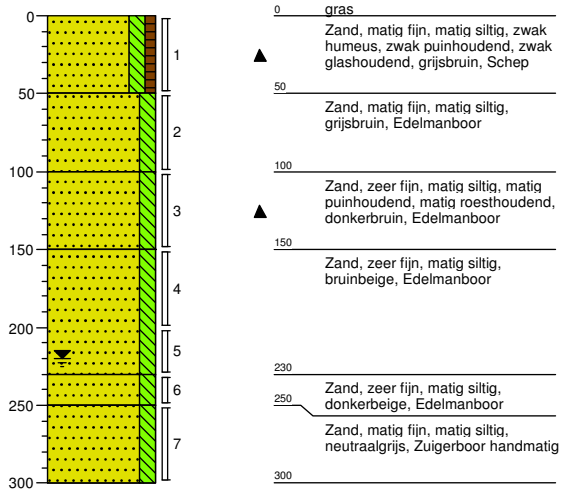 0
50
100
150
200
250
300
1
2
3
4
5
6
7
0
gras
Zand, matig fijn, matig siltig, zwak
humeus, zwak puinhoudend, zwak
glashoudend, grijsbruin, Schep
50
Zand, matig fijn, matig siltig,
grijsbruin, Edelmanboor
100
Zand, zeer fijn, matig siltig, matig
puinhoudend, matig roesthoudend,
donkerbruin, Edelmanboor
150
Zand, zeer fijn, matig siltig,
bruinbeige, Edelmanboor
230
Zand, zeer fijn, matig siltig,
donkerbeige, Edelmanboor
250
Zand, matig fijn, matig siltig,
neutraalgrijs, Zuigerboor handmatig
300